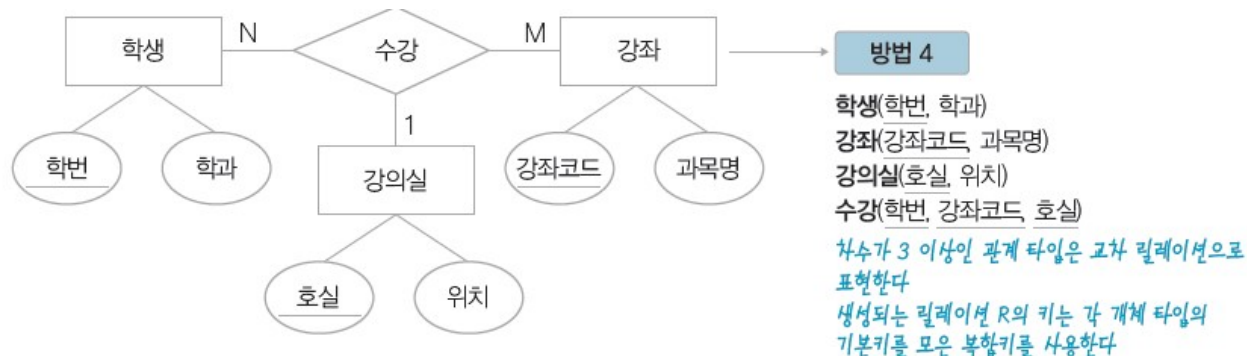 학생 N 수강 M 강좌 방법 4
1
학번 학과 강의실 강좌코드 과목명
호실 위치
학생(학번, 학과)
강좌(강좌코드, 과목명)
강의실(호실, 위치)
수강(학번, 강좌코드, 호실)
차수가 3 이상인 관계 타입은 교차 릴레이션으로
표현한다
생성되는 릴레이션 R의 키는 각 개체 타입의
기본키를 모은 복합키를 사용한다